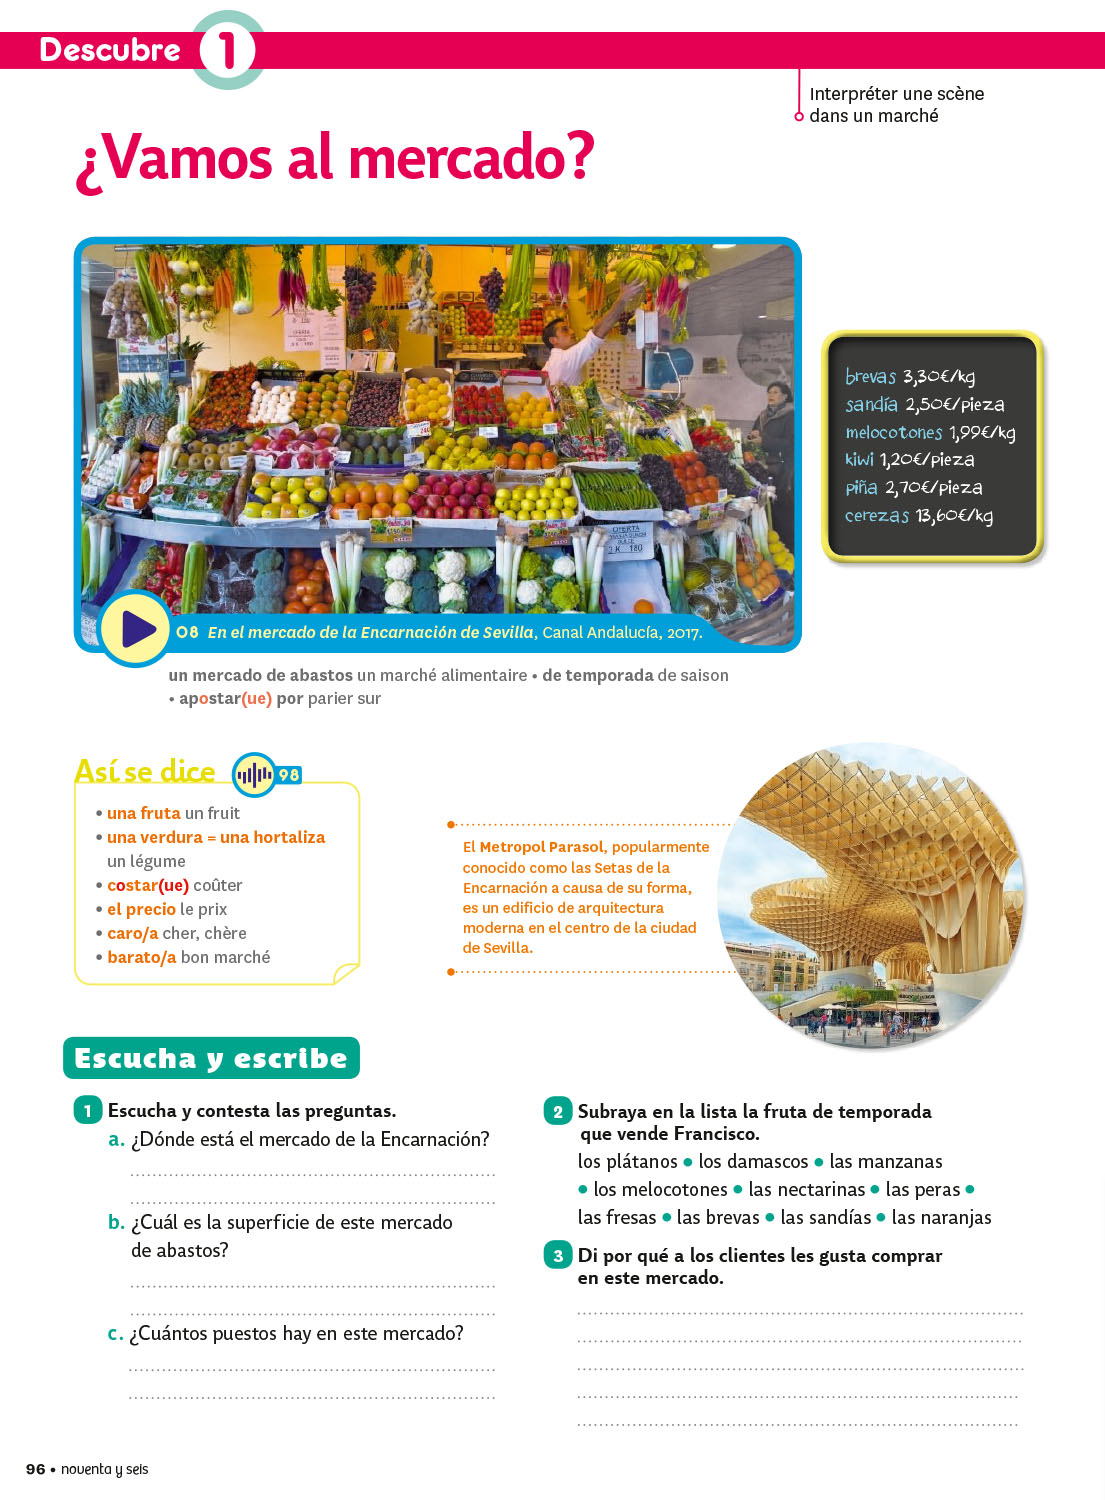 Descubre 1
Interpréter une scène
dans un marché
¿Vamos al mercado?
brevas 3,30€/kg
sandía 2,50€/pieza
melocotones 1,99€/kg
kiwi 1,20€/pieza
piña 2,70€/pieza
cerezas 13,60€/kg
OFERTA
180
08 En el mercado de la Encarnación de Sevilla, Canal Andalucía, 2017.
un mercado de abastos un marché alimentaire • de temporada de saison
• apostar(ue) por parier sur
Así se dice 98
• una fruta un fruit
• una verdura = una hortaliza
un légume
• costar(ue) coûter
• el precio le prix
• caro/a cher, chère
• barato/a bon marché
El Metropol Parasol, popularmente
conocido como las Setas de la
Encarnación a causa de su forma,
es un edificio de arquitectura
moderna en el centro de la ciudad
de Sevilla.
Escucha y escribe
1 Escucha y contesta las preguntas.
a. ¿Dónde está el mercado de la Encarnación?
b. ¿Cuál es la superficie de este mercado
de abastos?
c. ¿Cuántos puestos hay en este mercado?
2 Subraya en la lista la fruta de temporada
que vende Francisco.
los plátanos • los damascos • las manzanas
• los melocotones • las nectarinas • las peras •
las fresas • las brevas • las sandías • las naranjas
3 Di por qué a los clientes les gusta comprar
en este mercado.
96 • noventa y seis